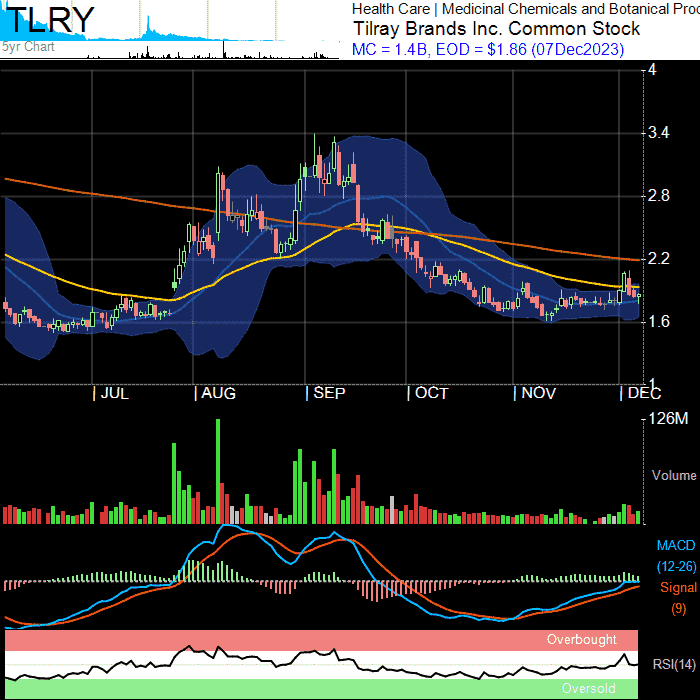 TLRY
5yr Chart
Health Care | Medicinal Chemicals and Botanical Proc
Tilray Brands Inc. Common Stock
MC = 1.4B, EOD = $1.86 (07Dec2023)
4
3.4
2.8
2.2
1.6
1
JUL AUG SEP OCT NOV DEC
126M
Volume
MACD
(12-26)
Signal
(9)
Overbought
RSI(14)
Oversold